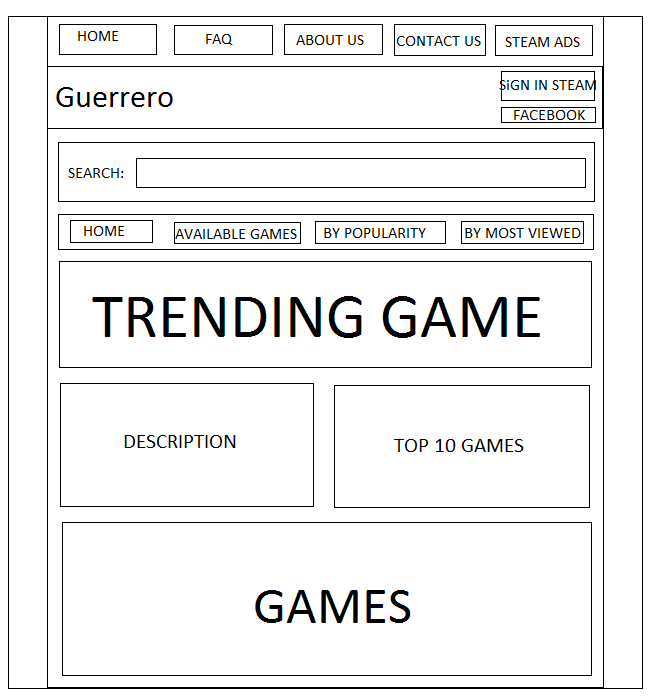 HOME
FAQ
ABOUT US
CONTACT US
STEAM ADS
Guerrero
SiGN IN STEAM
FACEBOOK
SEARCH:
HOME
AVAILABLE GAMES
BY POPULARITY
BY MOST VIEWED
TRENDING GAME
DESCRIPTION
TOP 10 GAMES
GAMES